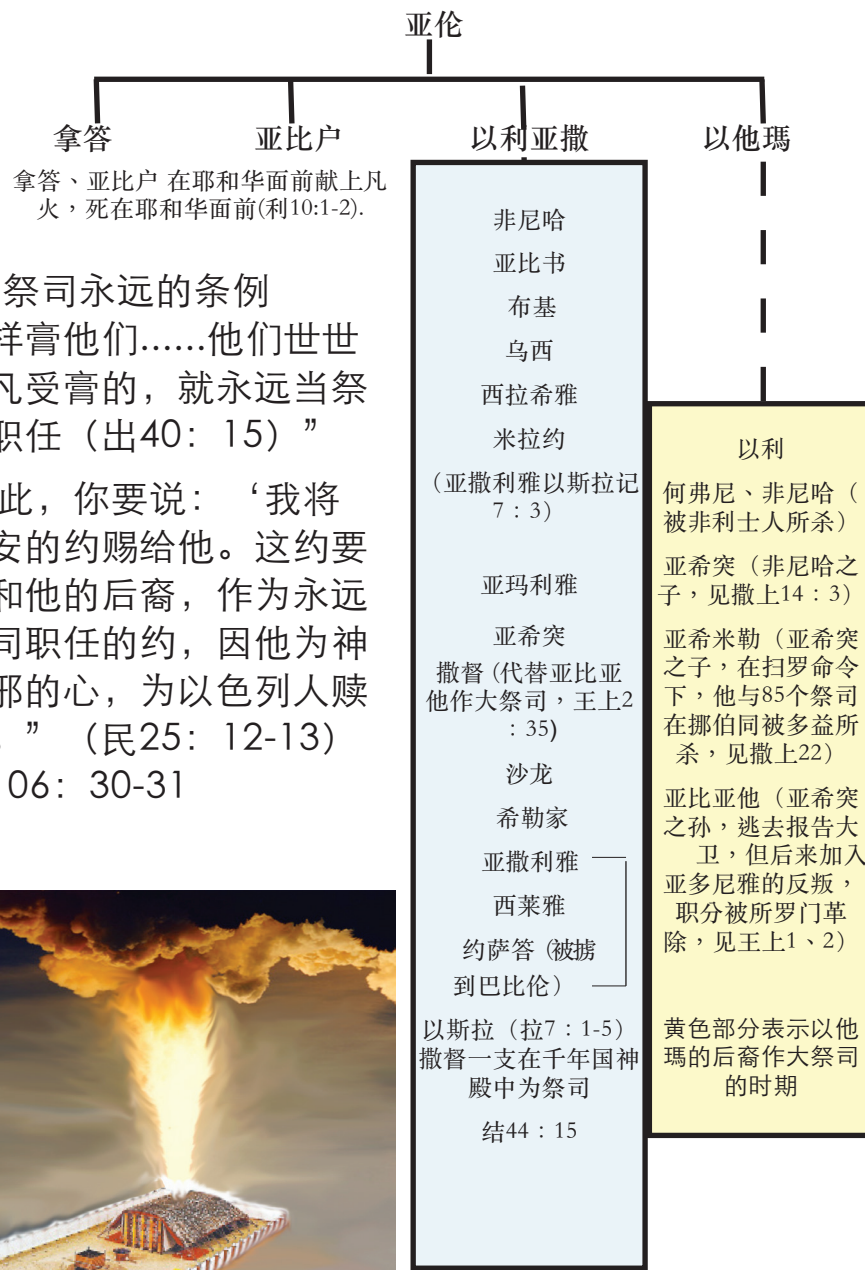 亚伦
拿答
亚比户
以利亚撒
以他瑪
拿答、亚比户 在耶和华面前献上凡
火，死在耶和华面前(利10:1-2).
祭司永远的条例
样膏他们......他们世世
凡受膏的，就永远当祭
职任（出40：15）”
此，你要说：‘我将
安的约赐给他。这约要
和他的后裔，作为永远
司职任的约，因他为神
邪的心，为以色列人赎
”（民25：12-13）
06：30-31
非尼哈
亚比书
布基
乌西
西拉希雅
米拉约
（亚撒利雅以斯拉记
7：3）
亚玛利雅
亚希突
撒督 (代替亚比亚
他作大祭司，王上2
：35)
沙龙
希勒家
亚撒利雅
西莱雅
约萨答（被掳
到巴比伦）
以斯拉（拉7：1-5）
撒督一支在千年国神
殿中为祭司
结44：15
以利
何弗尼、非尼哈（
被非利士人所杀）
亚希突（非尼哈之
子，见撒上14：3）
亚希米勒（亚希突
之子，在扫罗命令
下，他与85个祭司
在挪伯同被多益所
杀，见撒上22）
亚比亚他（亚希突
之孙，逃去报告大
卫，但后来加入
亚多尼雅的反叛，
职分被所罗门革
除，见王上1、2）
黄色部分表示以他
瑪的后裔作大祭司
的时期